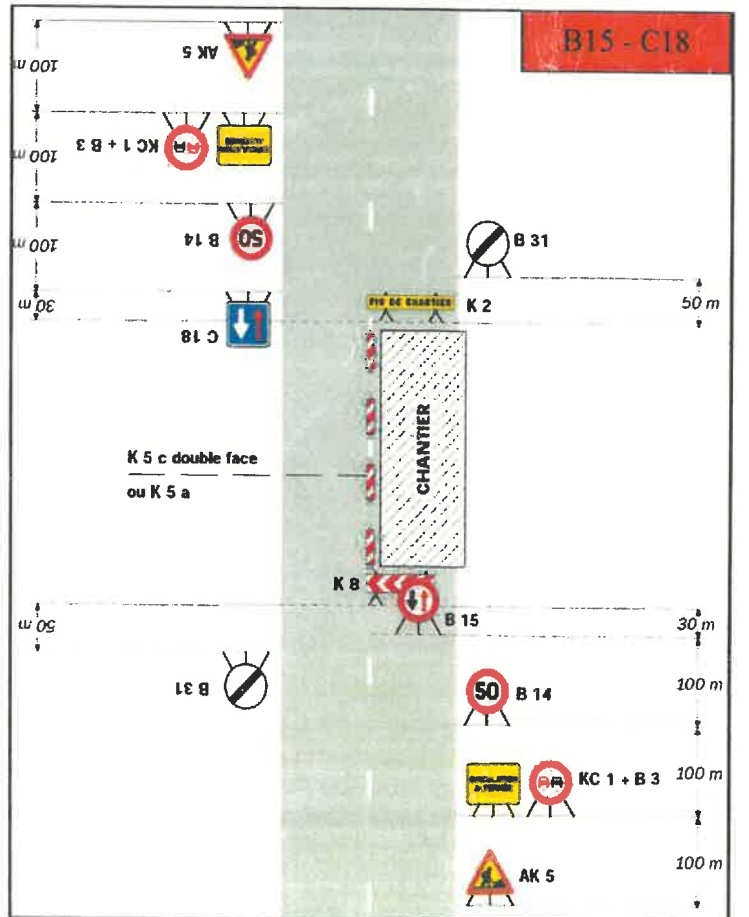 B15 - C18
AK 5
100 m
KC 1 + B 3
100 m
50
B 14
100 m
B 31
30 m
C 18
FIN DE CHANTIER
K 2
50 m
CHANTIER
K 5 c double face
ou K 5 a
K 8
B 15
50 m
30 m
B 31
50
B 14
100 m
CIRCULATION
ALTERNEE
KC 1 + B 3
100 m
AK 5
100 m